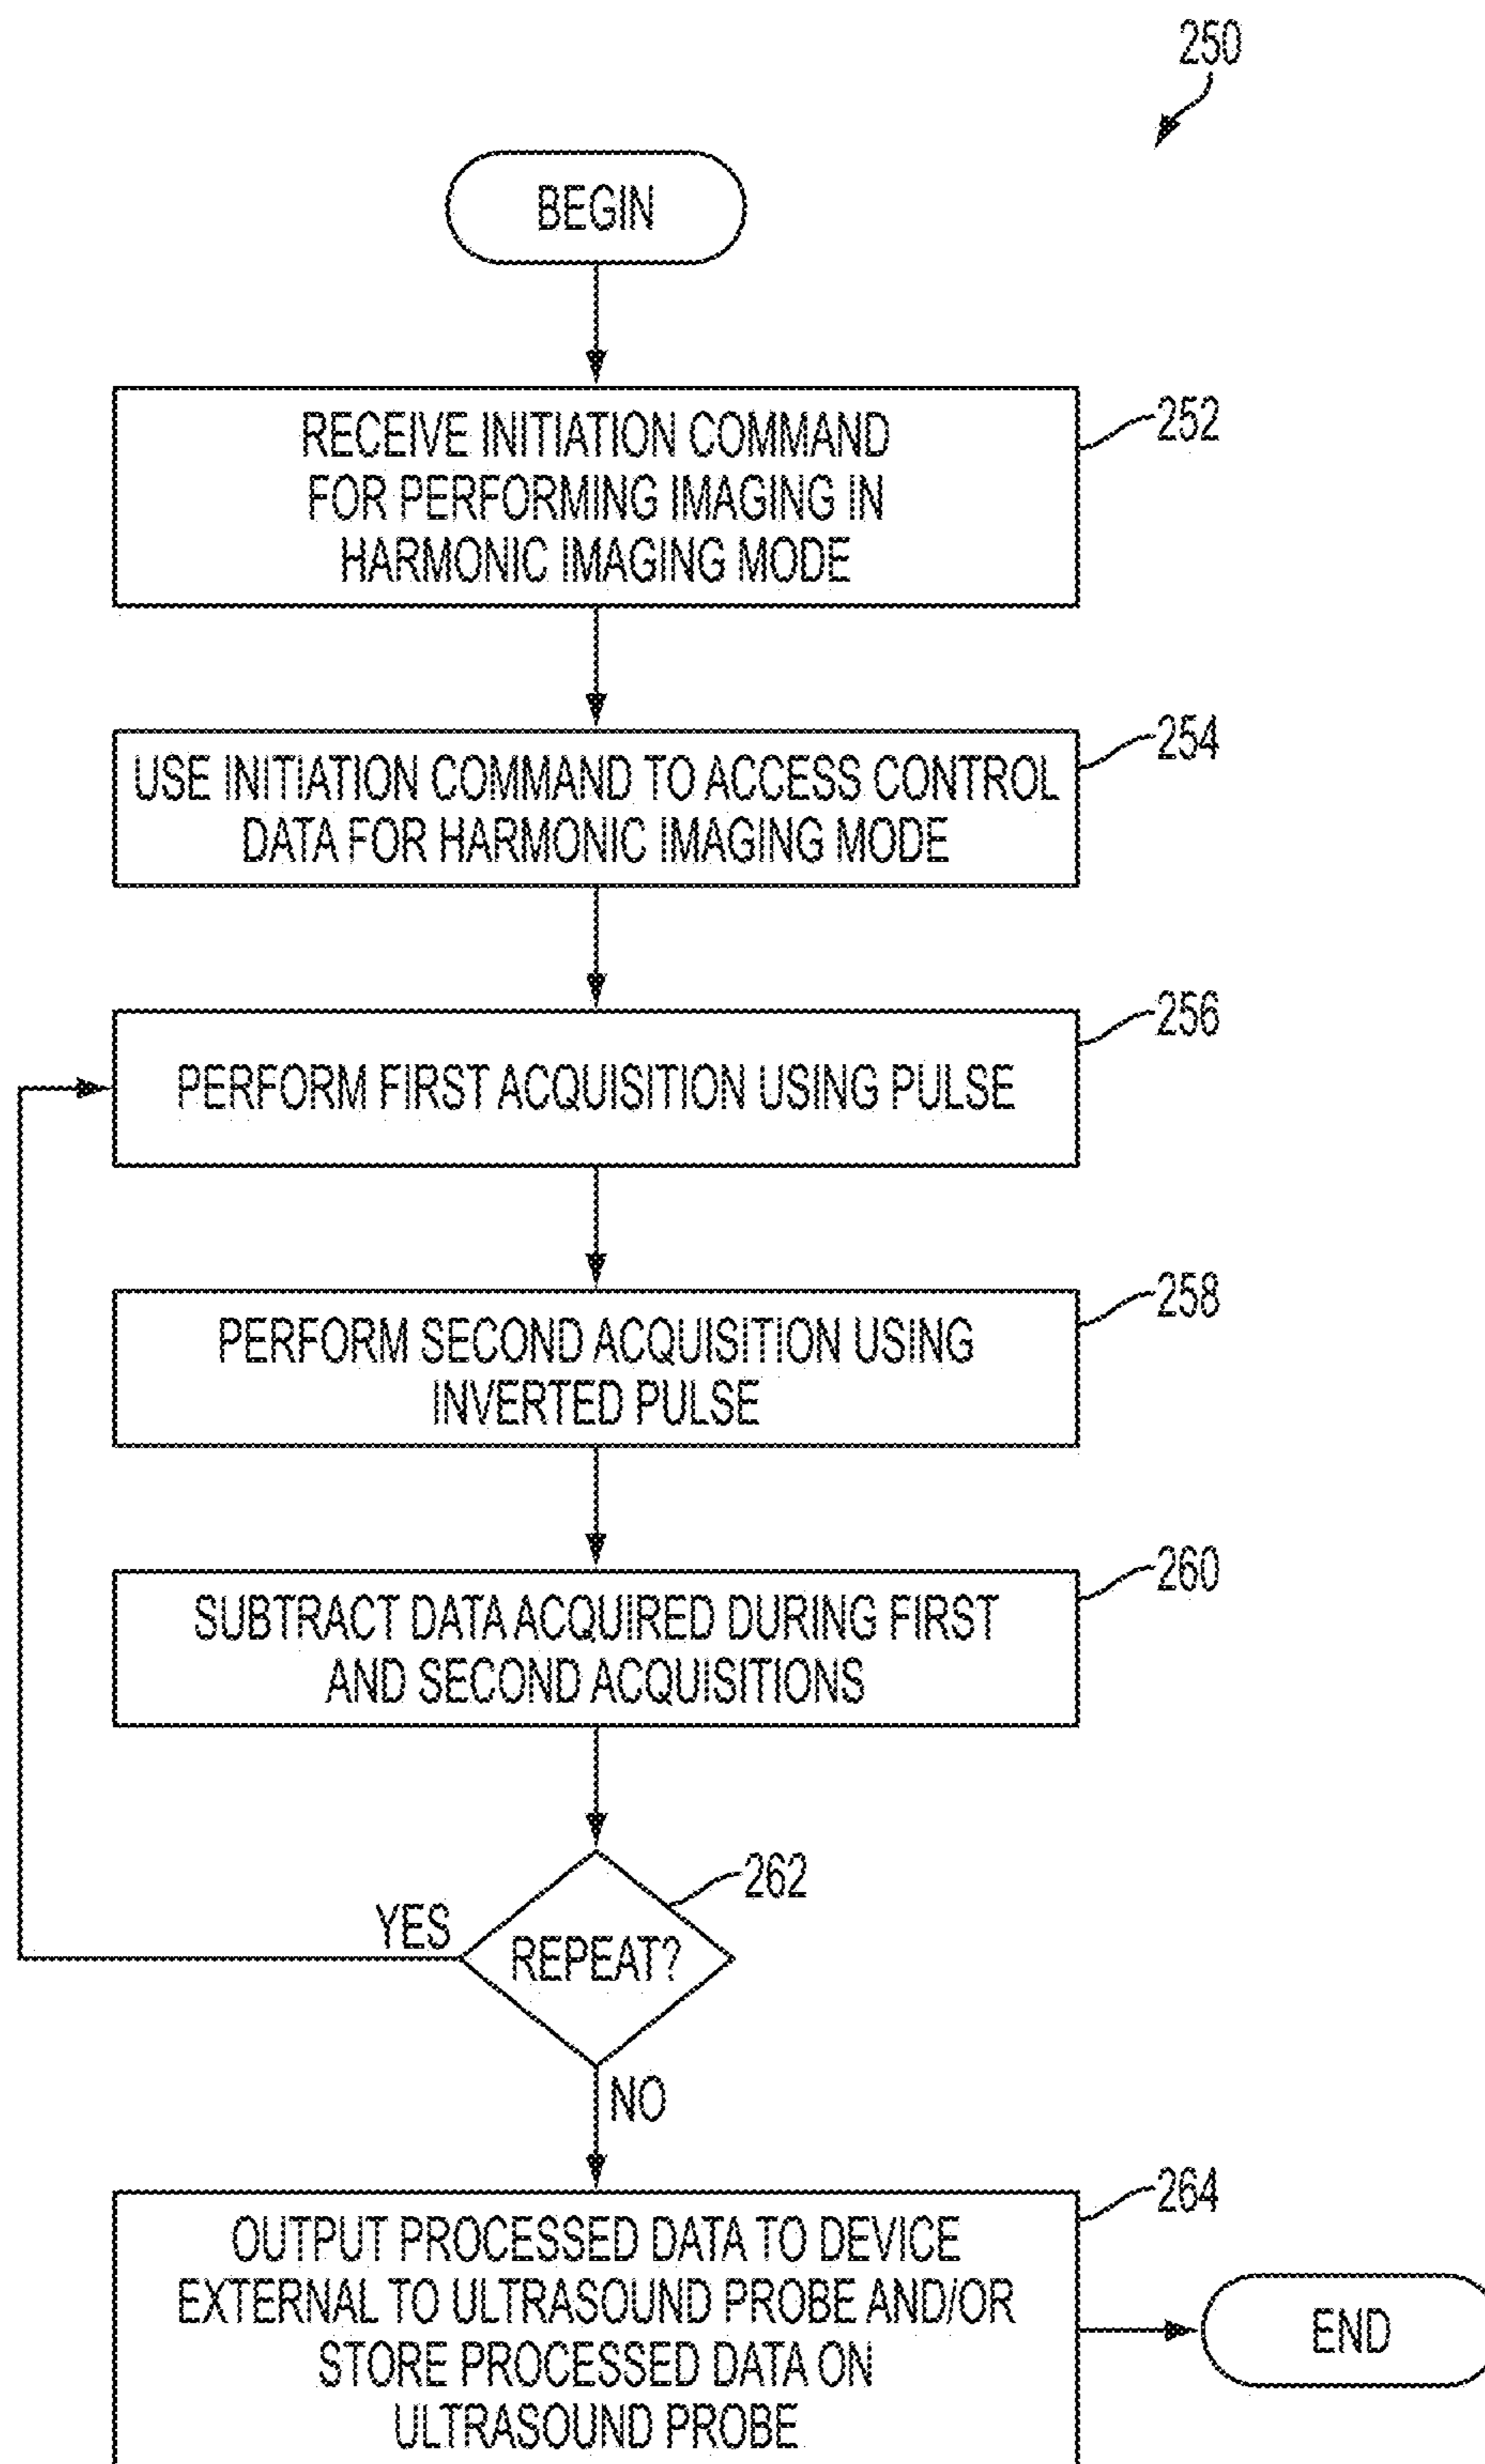 250
BEGIN
RECEIVE INITIATION COMMAND
FOR PERFORMING IMAGING IN
HARMONIC IMAGING MODE
252
USE INITIATION COMMAND TO ACCESS CONTROL
DATA FOR HARMONIC IMAGING MODE
254
PERFORM FIRST ACQUISITION USING PULSE
256
PERFORM SECOND ACQUISITION USING
INVERTED PULSE
258
SUBTRACT DATA ACQUIRED DURING FIRST
AND SECOND ACQUISITIONS
260
REPEAT?
262
YES
NO
OUTPUT PROCESSED DATA TO DEVICE
EXTERNAL TO ULTRASOUND PROBE AND/OR
STORE PROCESSED DATA ON
ULTRASOUND PROBE
264
END